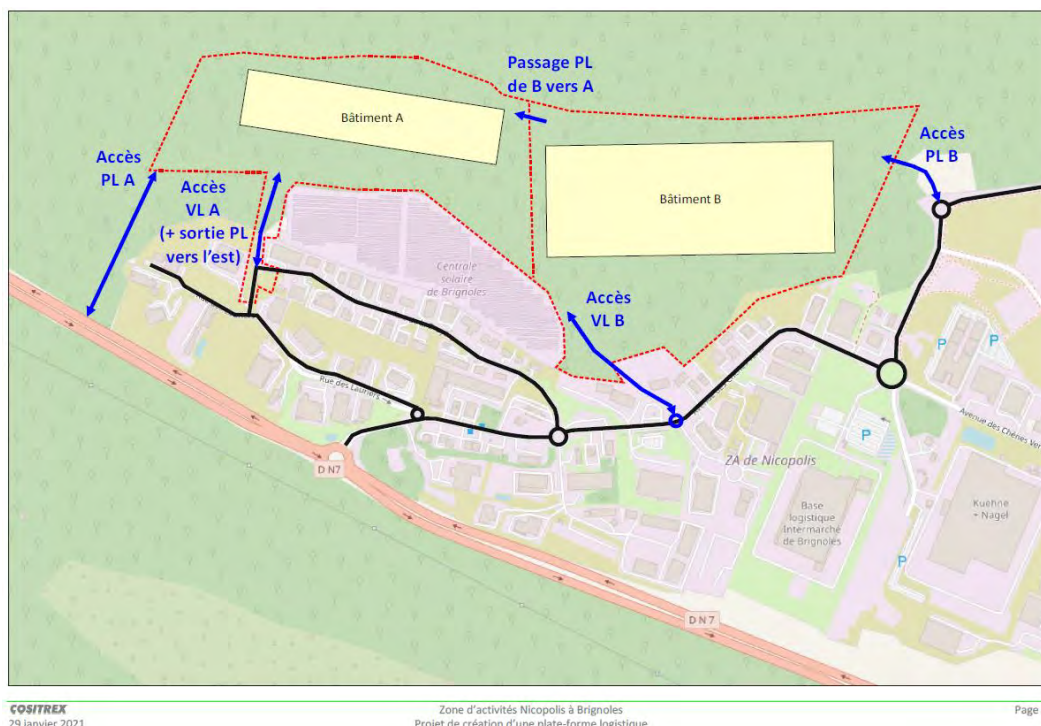 Passage PL
de B vers A
Bâtiment A
Accès
PL A
Accès
VL A
(+ sortie PL
vers l'est)
Accès
PL B
Bâtiment B
Centrale
solaire
de Brignoles
Accès
VL B
Rue des Lauriers
P
P
P
P
Avenue des Chênes Ver
ZA de Nicopolis
D N7
Base
logistique
Intermarché
de Brignoles
Kuehne
+ Nagel
D N7
COSITREX
Zone d'activités Nicopolis à Brignoles
Page
29 janvier 2021
Projet de création d'une plate-forme logistique